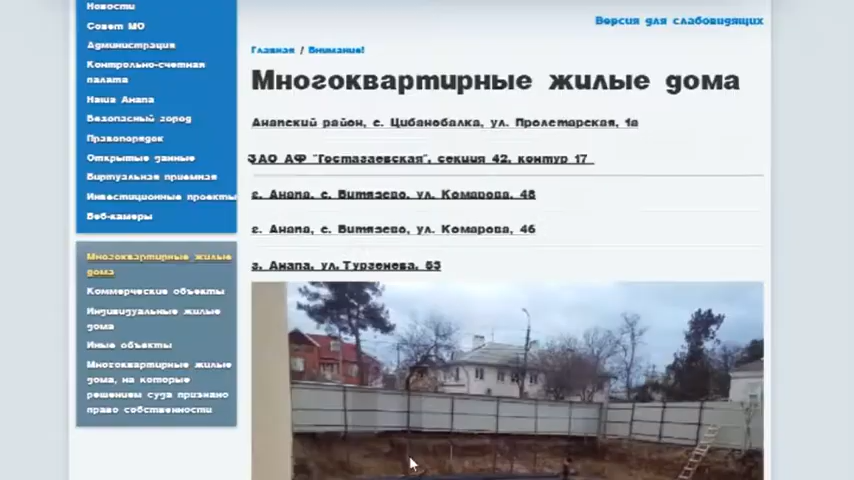 Новости
Совет МО
Администрация
Контрольно-счетная
палата
Наша Анапа
Безопасный город
Правопорядок
Открытые данные
Виртуальная приемная
Инвестиционные проекты
Веб-камеры
Многоквартирные жилые
дома
Коммерческие объекты
Индивидуальные жилые
дома
Иные объекты
Многоквартирные жилые
дома, на которые
решением суда признано
право собственности
Версия для слабовидящих
Главная / Внимание!
Многоквартирные жилые дома
Анапский район, с. Цибанобалка, ул. Пролетарская, 1а
ЗАО АФ "Гостагаевская", секция 42, контур 17
г. Анапа, с. Витязево, ул. Комарова, 48
г. Анапа, с. Витязево, ул. Комарова, 46
г. Анапа, ул. Тургенева, 53